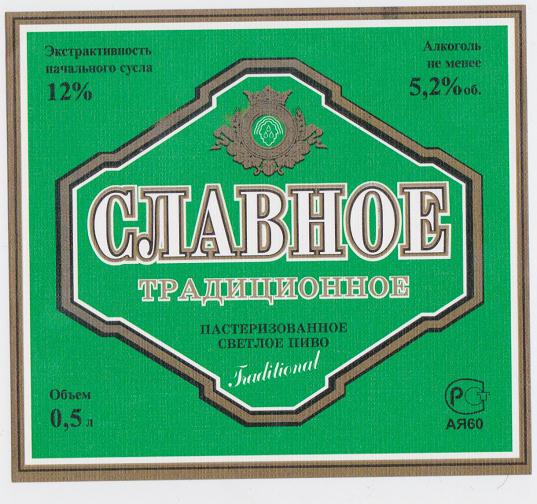 Экстрактивность
начального сусла
12%
Алкоголь
не менее
5,2% об.
СЛАВНОЕ
ТРАДИЦИОННОЕ
ПАСТЕРИЗОВАННОЕ
СВЕТЛОЕ ПИВО
Traditional
Объем
0,5 л
РСТ
АЯ60